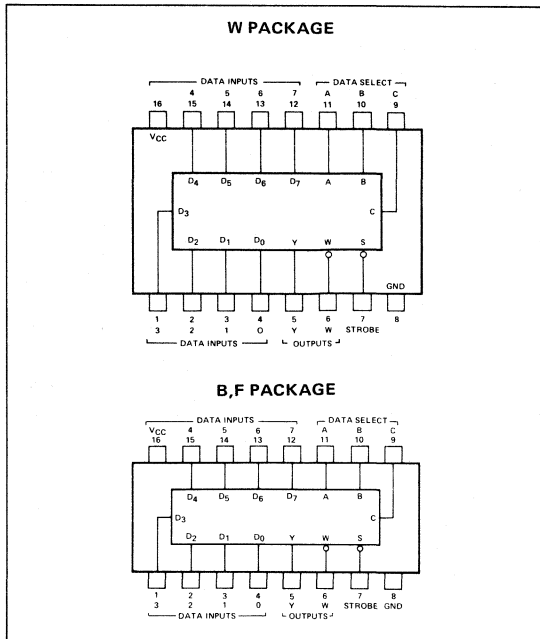 W PACKAGE
DATA INPUTS DATA SELECT
4 5 6 7 A B C
16 15 14 13 12 11 10 9
VCC
D4 D5 D6 D7 A B
D3 C
D2 D1 D0 Y W S
GND
1 2 3 4 5 6 7 8
3 2 1 O Y W STROBE
DATA INPUTS OUTPUTS
B,F PACKAGE
DATA INPUTS DATA SELECT
VCC 4 5 6 7 A B C
16 15 14 13 12 11 10 9
D4 D5 D6 D7 A B
D3 C
D2 D1 D0 Y W S
1 2 3 4 5 6 7 8
3 2 1 0 Y W STROBE GND
DATA INPUTS OUTPUTS